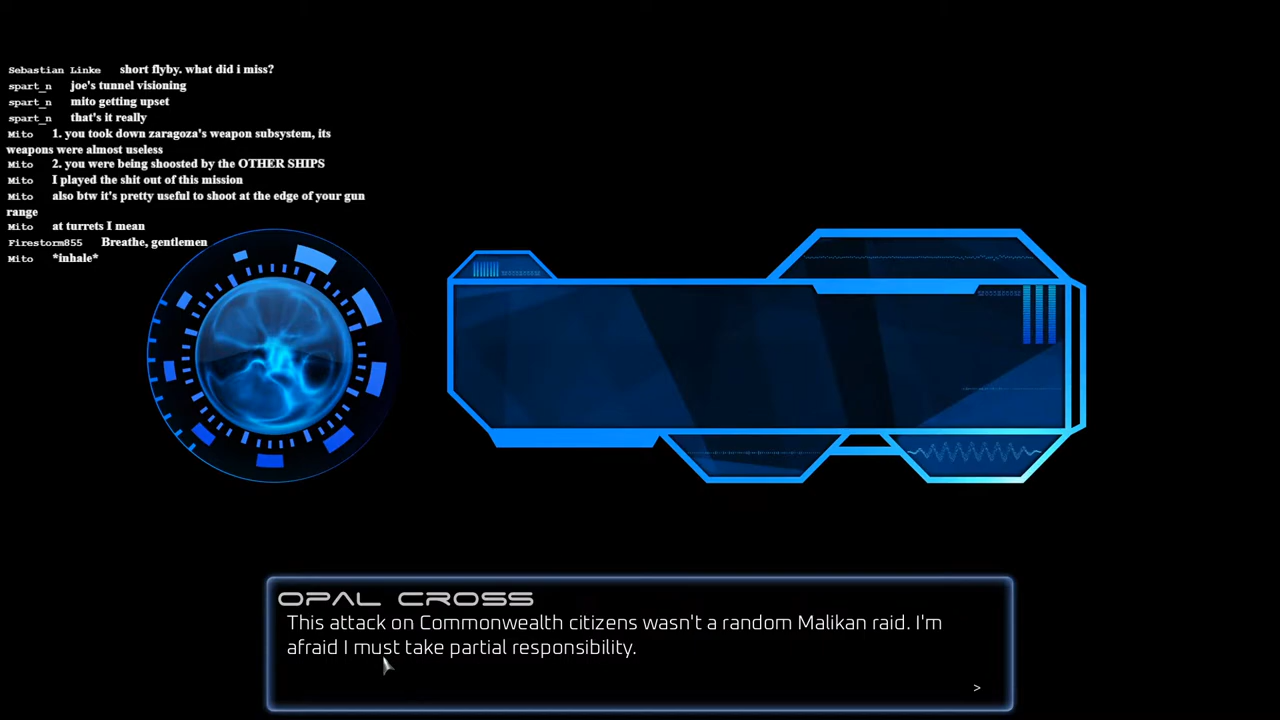 Sebastian Linke short flyby. what did i miss?
spart_n joe's tunnel visioning
spart_n mito getting upset
spart_n that's it really
Mito 1. you took down zaragoza's weapon subsystem, its
weapons were almost useless
Mito 2. you were being shoosted by the OTHER SHIPS
Mito I played the shit out of this mission
Mito also btw it's pretty useful to shoot at the edge of your gun
range
Mito at turrets I mean
Firestorm855 Breathe, gentlemen
Mito *inhale*
OPAL CROSS
This attack on Commonwealth citizens wasn't a random Malikan raid. I'm
afraid I must take partial responsibility.
>